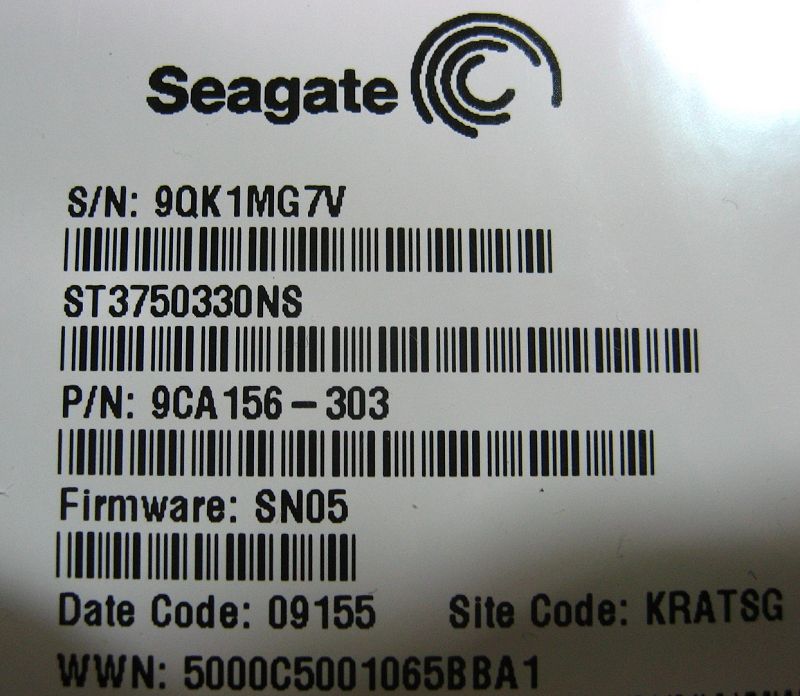 Seagate
S/N: 9QK1MG7V
ST3750330NS
P/N: 9CA156-303
Firmware: SN05
Date Code: 09155 Site Code: KRATSG
WWN: 5000C5001065BBA1